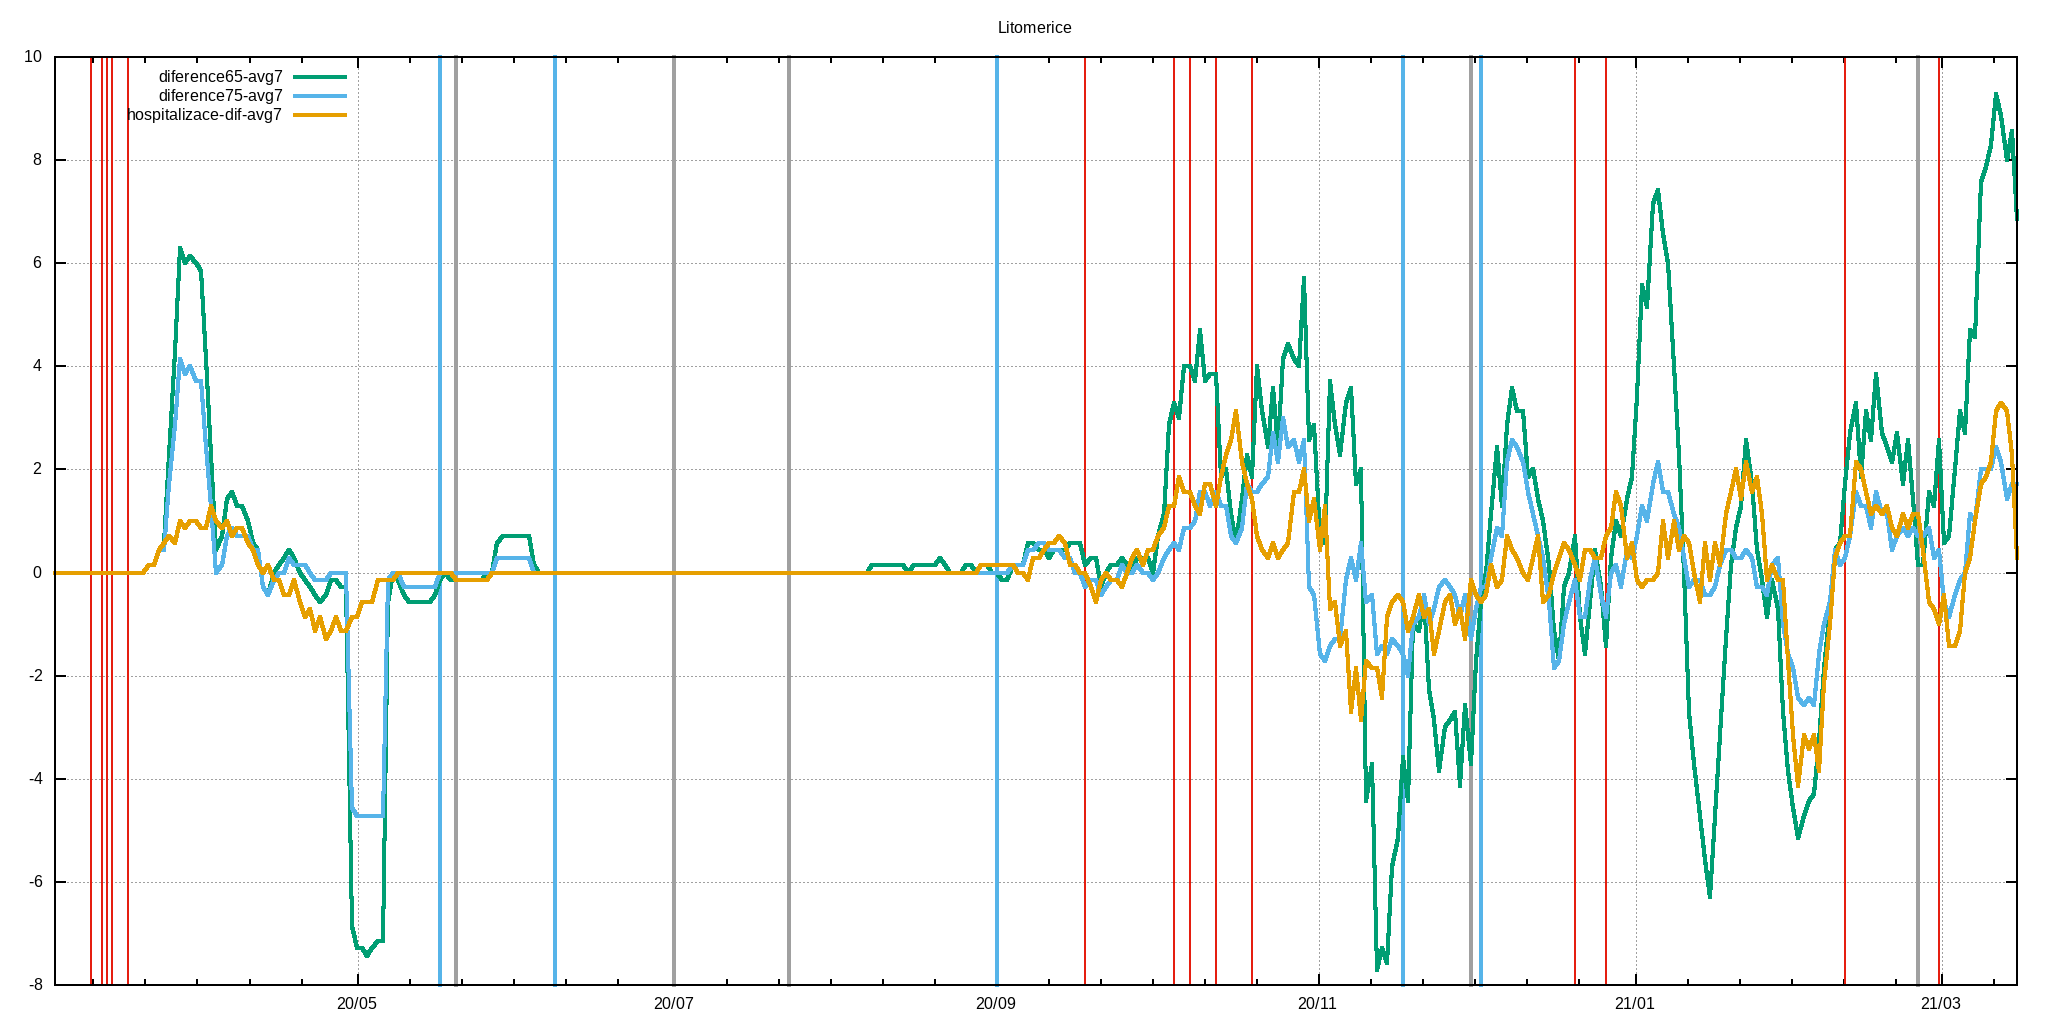 Litomerice
10
diference65-avg7
diference75-avg7
hospitalizace-dif-avg7
8
6
4
2
0
-2
-4
-6
-8
20/05 20/07 20/09 20/11 21/01 21/03